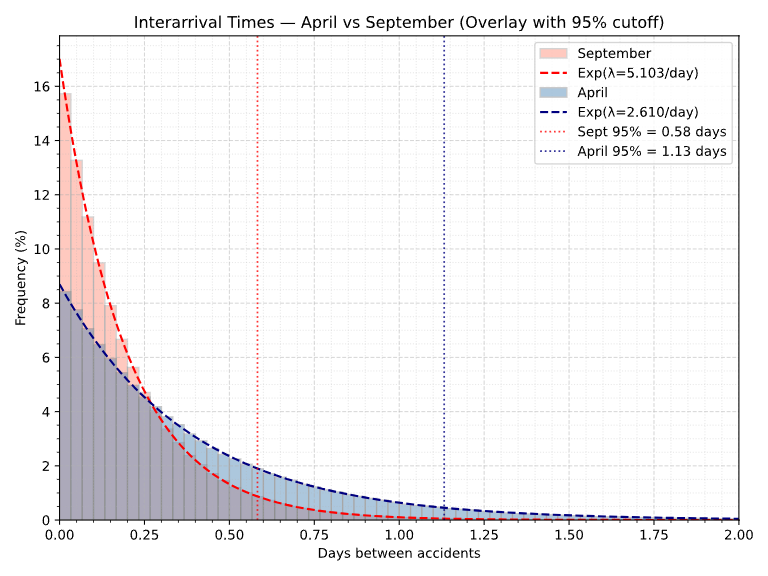 Interarrival Times — April vs September (Overlay with 95% cutoff)
September
Exp(λ=5.103/day)
April
Exp(λ=2.610/day)
Sept 95% = 0.58 days
April 95% = 1.13 days
Frequency (%)
16
14
12
10
8
6
4
2
0
0.00 0.25 0.50 0.75 1.00 1.25 1.50 1.75 2.00
Days between accidents